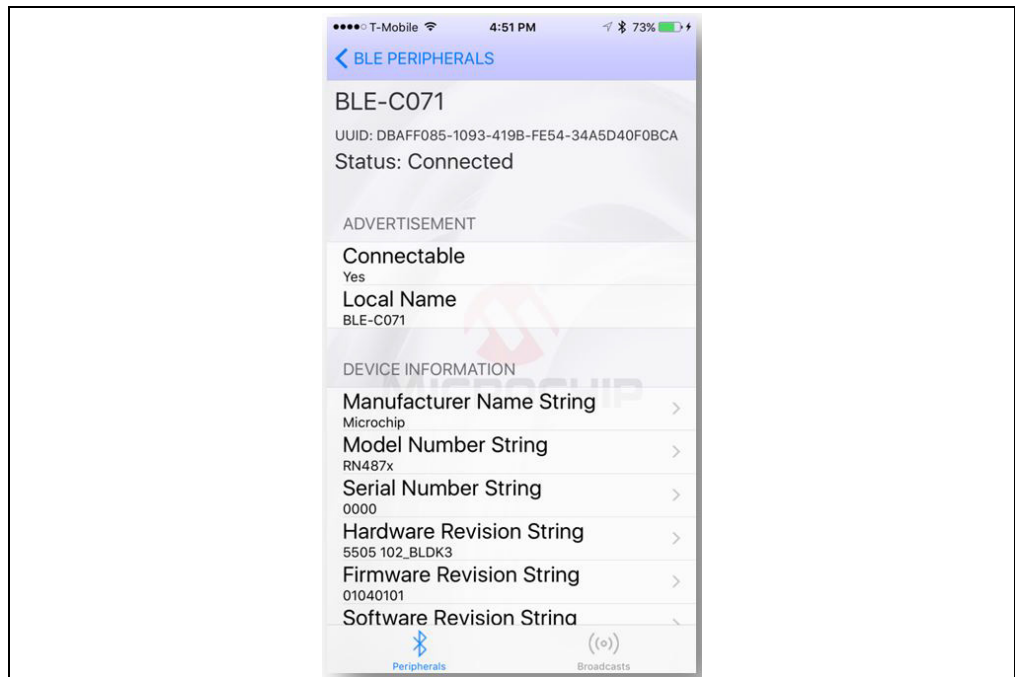 T-Mobile 4:51 PM 73%
BLE PERIPHERALS
BLE-C071
UUID: DBAFF085-1093-419B-FE54-34A5D40F0BCA
Status: Connected
ADVERTISEMENT
Connectable
Yes
Local Name
BLE-C071
DEVICE INFORMATION
MICROCHIP
Manufacturer Name String
Microchip
Model Number String
RN487x
Serial Number String
0000
Hardware Revision String
5505 102_BLDK3
Firmware Revision String
01040101
Software Revision String
Peripherals Broadcasts